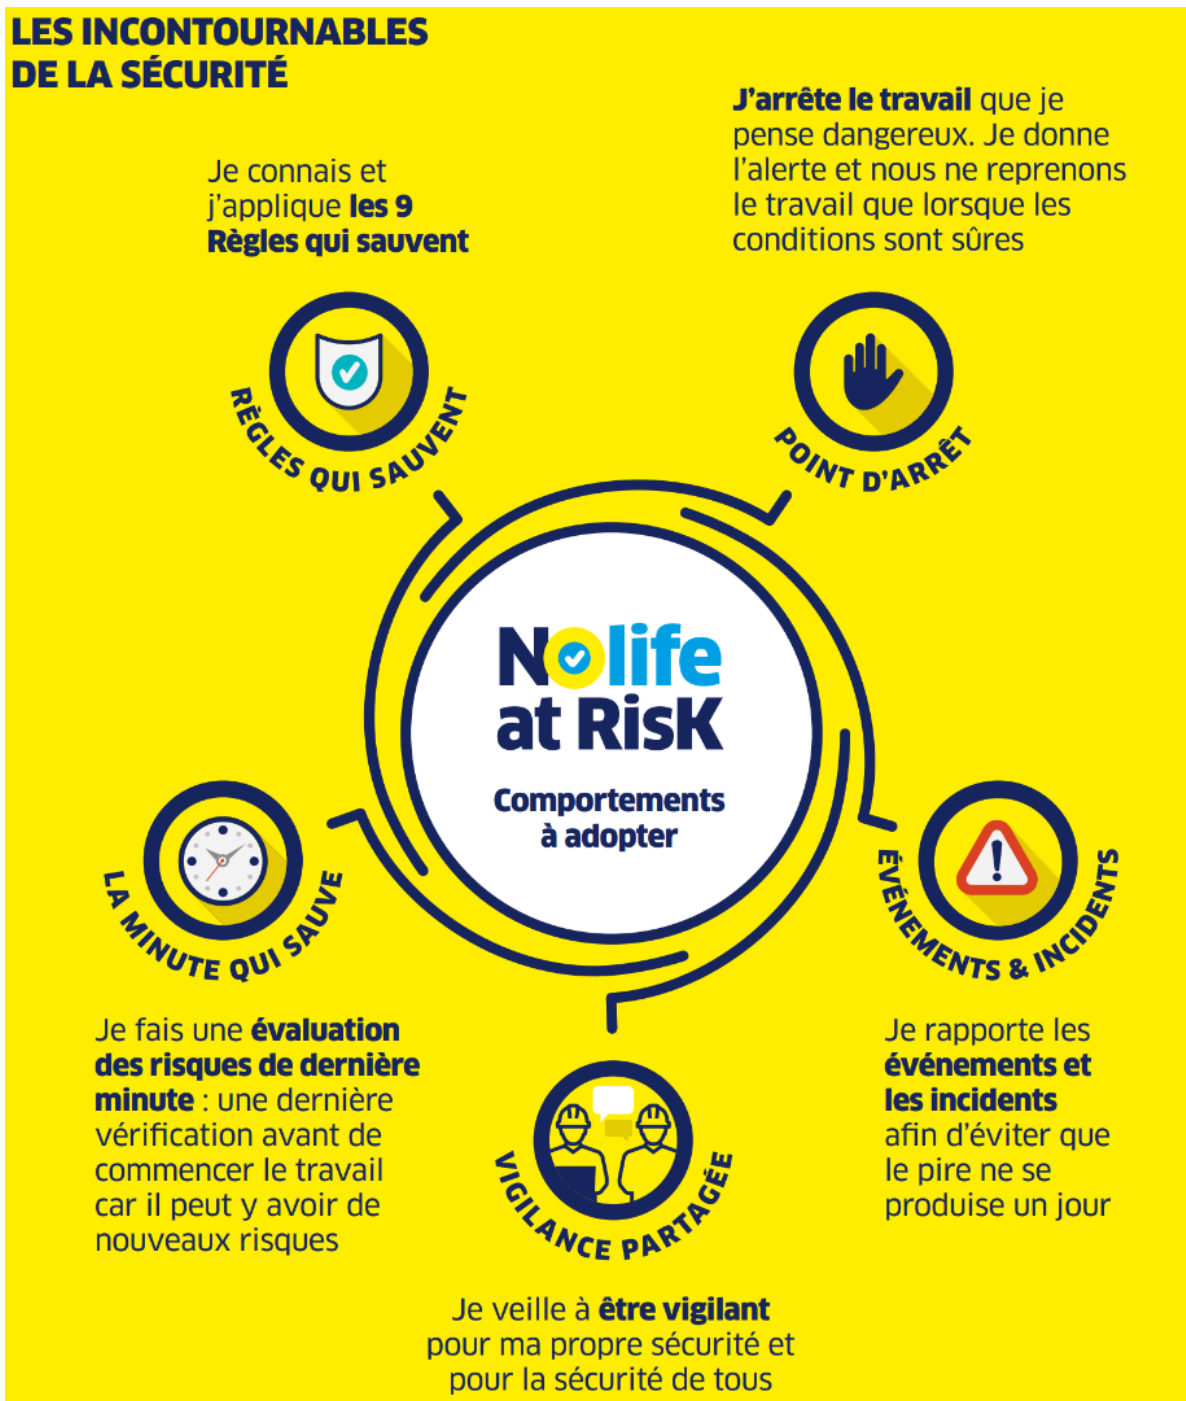 LES INCONTOURNABLES
DE LA SÉCURITÉ
Je connais et
j'applique les 9
Règles qui sauvent
RÈGLES QUI SAUVENT
J'arrête le travail que je
pense dangereux. Je donne
l'alerte et nous ne reprenons
le travail que lorsque les
conditions sont sûres
POINT D'ARRÊT
No life
at RisK
Comportements
à adopter
LA MINUTE QUI SAUVE
Je fais une évaluation
des risques de dernière
minute : une dernière
vérification avant de
commencer le travail
car il peut y avoir de
nouveaux risques
ÉVÉNEMENTS & INCIDENTS
Je rapporte les
événements et
les incidents
afin d'éviter que
le pire ne se
produise un jour
VIGILANCE PARTAGÉE
Je veille à être vigilant
pour ma propre sécurité et
pour la sécurité de tous